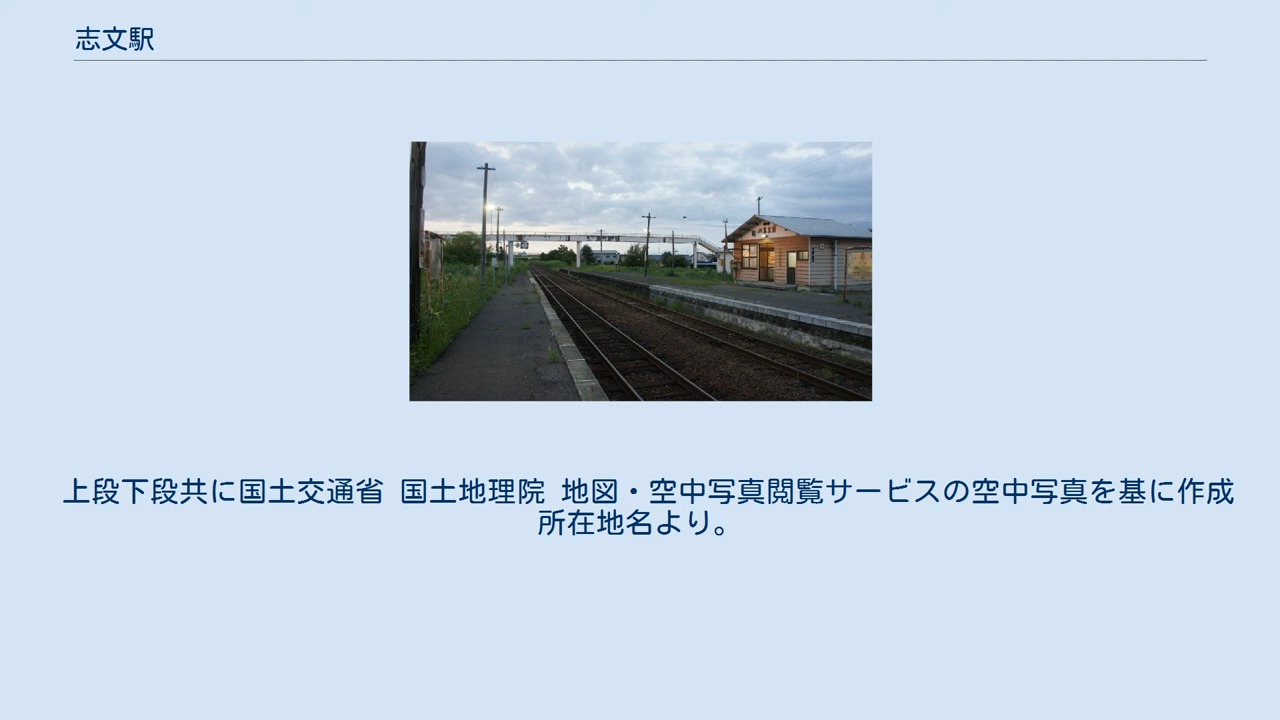 志文駅
上段下段共に国土交通省 国土地理院 地図・空中写真閲覧サービスの空中写真を基に作成
所在地名より。